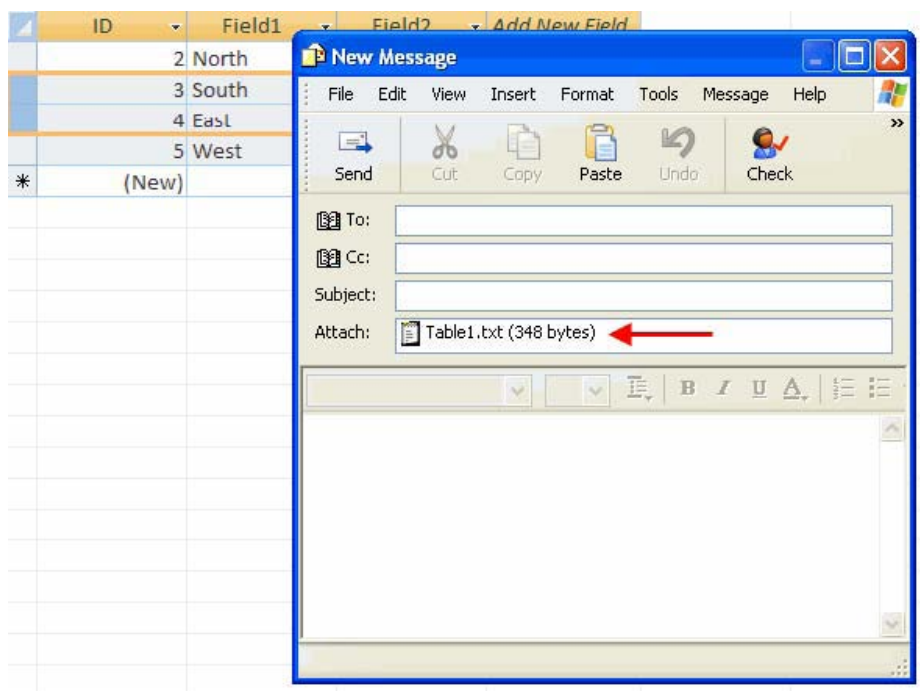 ID Field1 Field2 Add New Field
2 North
3 South
4 East
5 West
(New)
New Message
File Edit View Insert Format Tools Message Help
Send Cut Copy Paste Undo Check
To:
Cc:
Subject:
Attach: Table1.txt (348 bytes)
B I U A